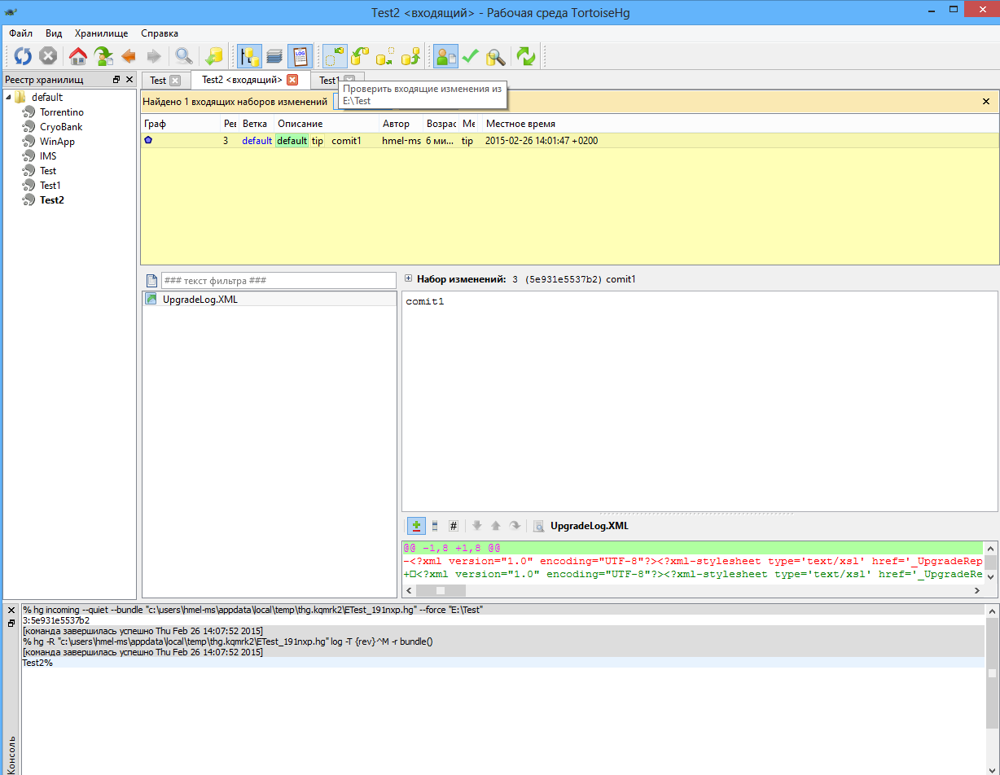 Test2 <входящий> - Рабочая среда TortoiseHg
Файл Вид Хранилище Справка
LOG
Реестр хранилищ
Test Test2 <входящий> Test1
default
Torrentino
CryoBank
WinApp
IMS
Test
Test1
Test2
Проверить входящие изменения из
E:\Test
Найдено 1 входящих наборов изменений
Граф Рев Ветка Описание Автор Возрас Ме Местное время
3 default default tip comit1 hmel-ms 6 ми... tip 2015-02-26 14:01:47 +0200
### текст фильтра ###
UpgradeLog.XML
Набор изменений: 3 (5e931e5537b2) comit1
comit1
# UpgradeLog.XML
@@ -1,8 +1,8 @@
-<?xml version="1.0" encoding="UTF-8"?><?xml-stylesheet type='text/xsl' href='_UpgradeRep
+□<?xml version="1.0" encoding="UTF-8"?><?xml-stylesheet type='text/xsl' href='_UpgradeRe
Консоль
% hg incoming --quiet --bundle "c:\users\hmel-ms\appdata\local\temp\thg.kqmrk2\ETest_191nxp.hg" --force "E:\Test"
3:5e931e5537b2
[команда завершилась успешно Thu Feb 26 14:07:52 2015]
% hg -R "c:\users\hmel-ms\appdata\local\temp\thg.kqmrk2\ETest_191nxp.hg" log -T {rev}^M -r bundle()
[команда завершилась успешно Thu Feb 26 14:07:52 2015]
Test2%